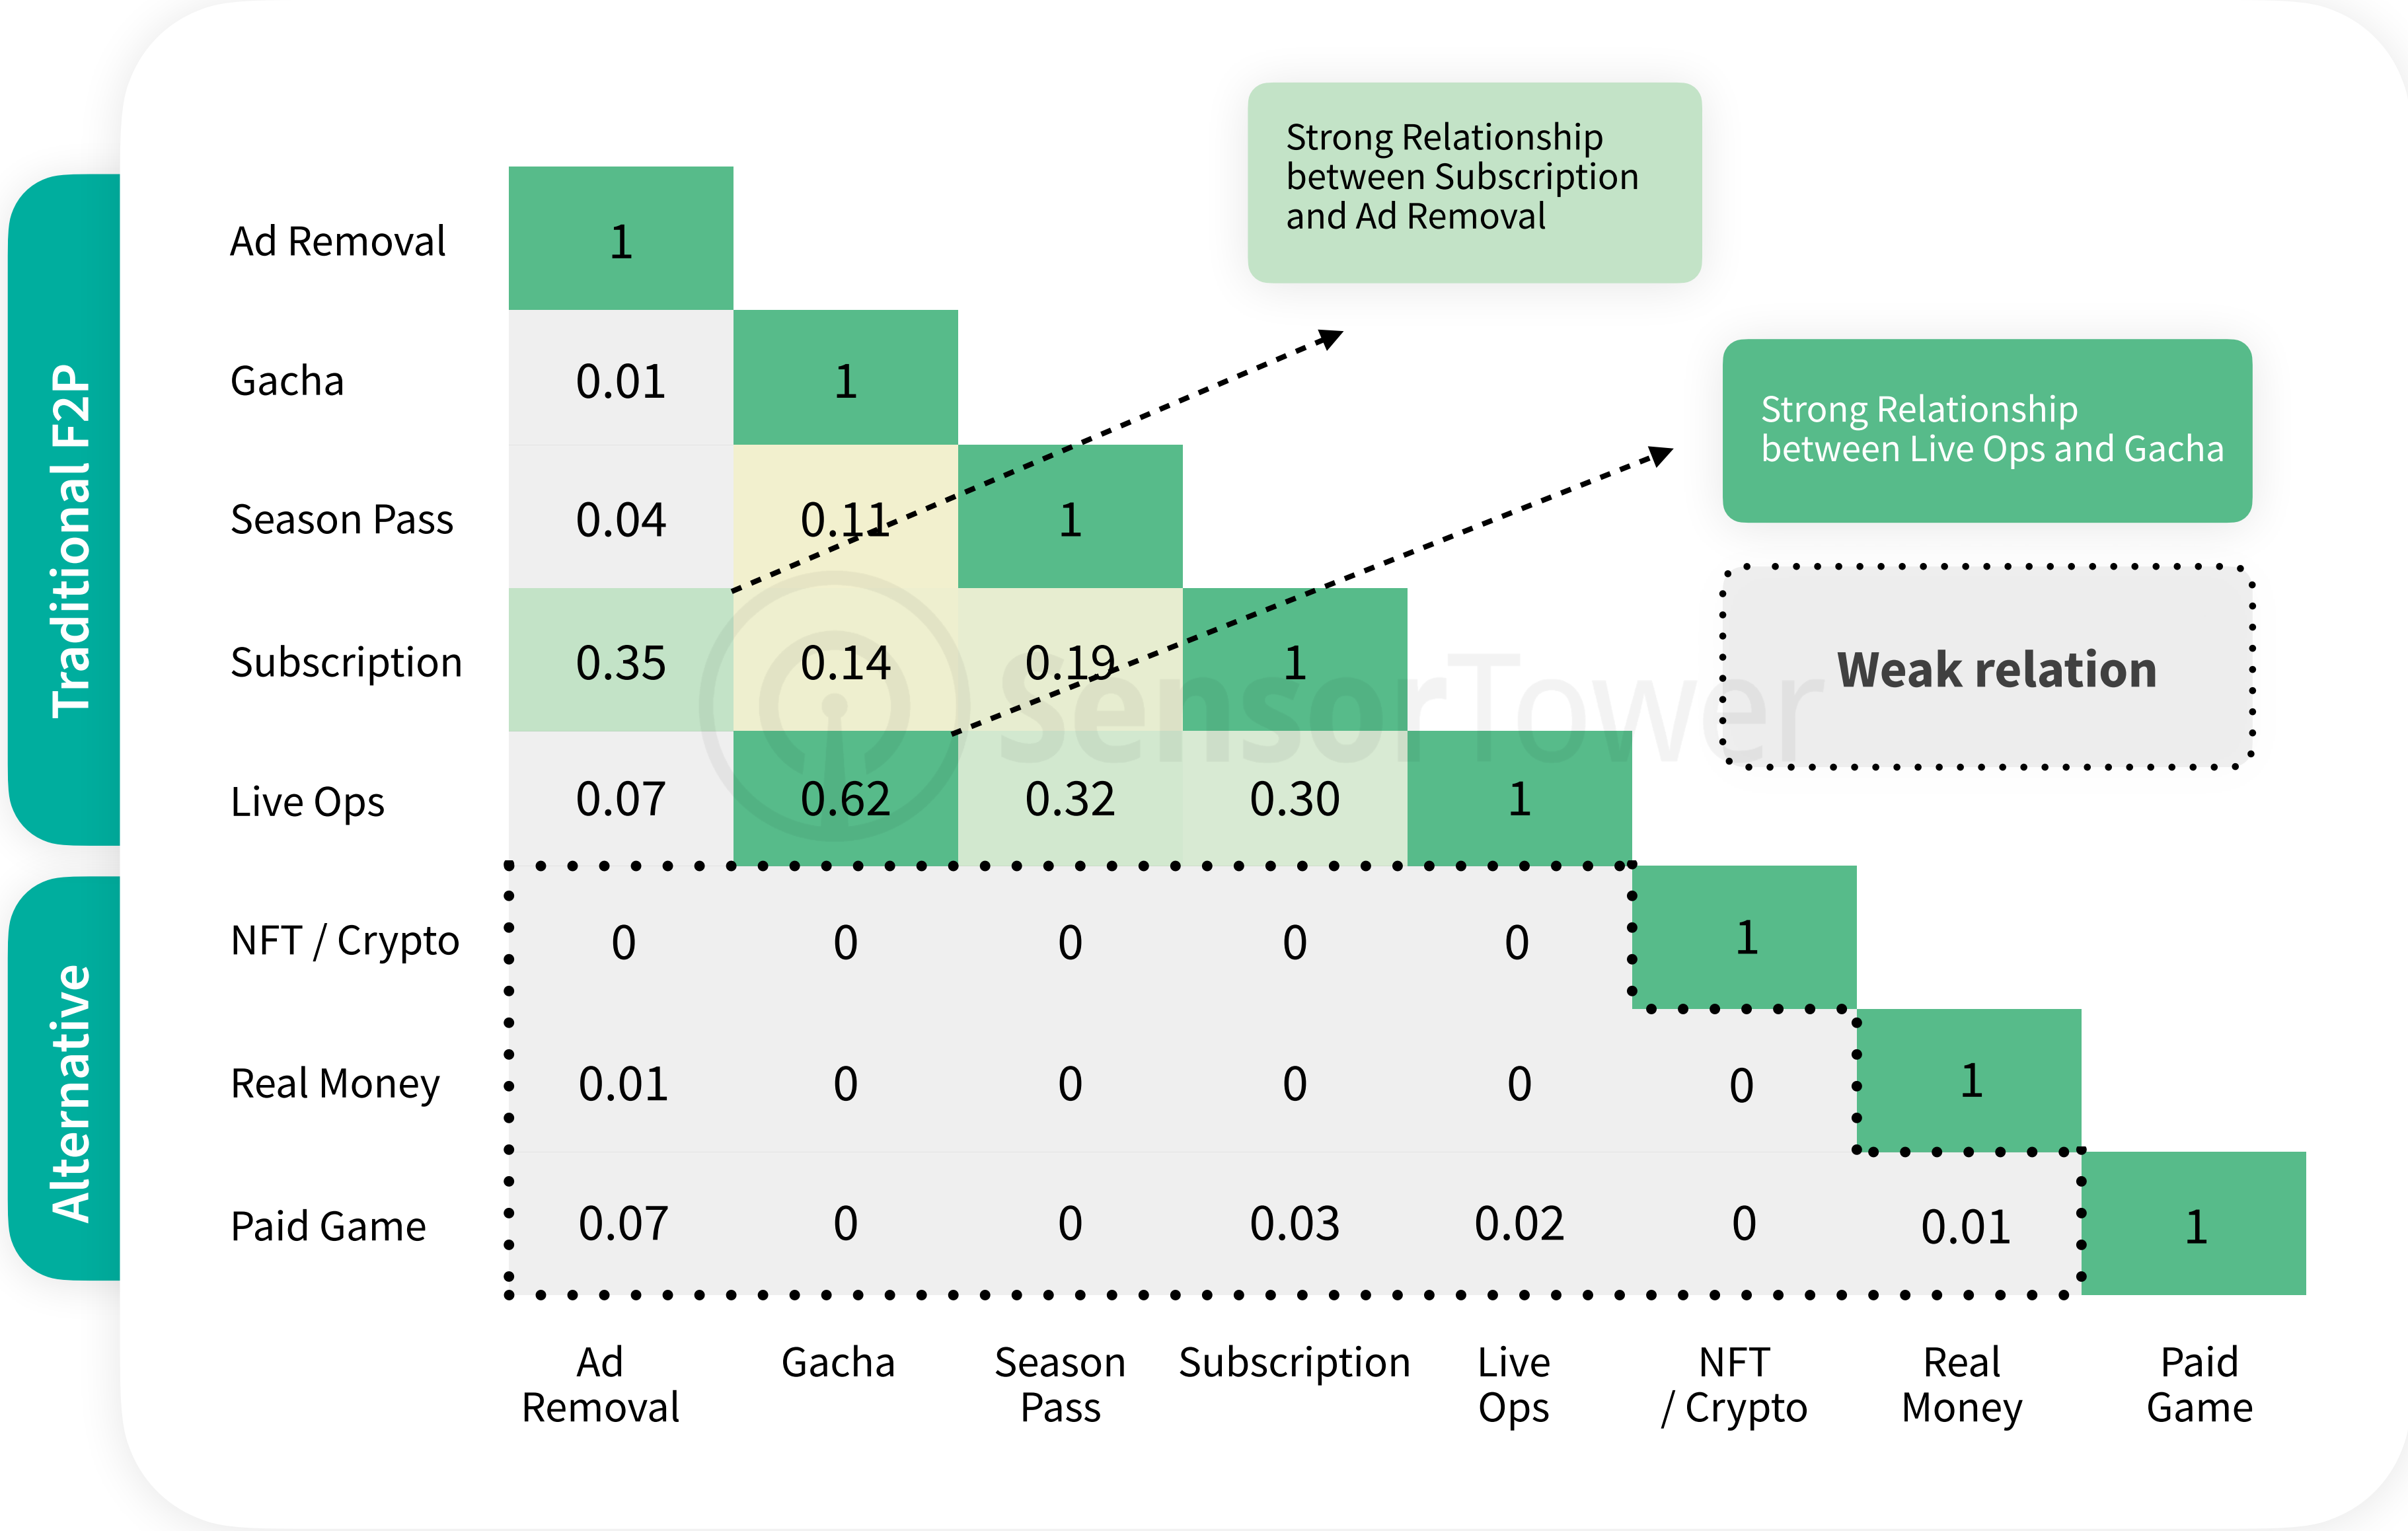 Strong Relationship
between Subscription
and Ad Removal
Strong Relationship
between Live Ops and Gacha
Weak relation
Traditional F2P
Ad Removal 1
Gacha 0.01 1
Season Pass 0.04 0.11 1
Subscription 0.35 0.14 0.19 1
Live Ops 0.07 0.62 0.32 0.30 1
SensorTower
Alternative
NFT / Crypto 0 0 0 0 0 1
Real Money 0.01 0 0 0 0 0 1
Paid Game 0.07 0 0 0.03 0.02 0 0.01 1
Ad
Removal
Gacha
Season
Pass
Subscription
Live
Ops
NFT
/ Crypto
Real
Money
Paid
Game